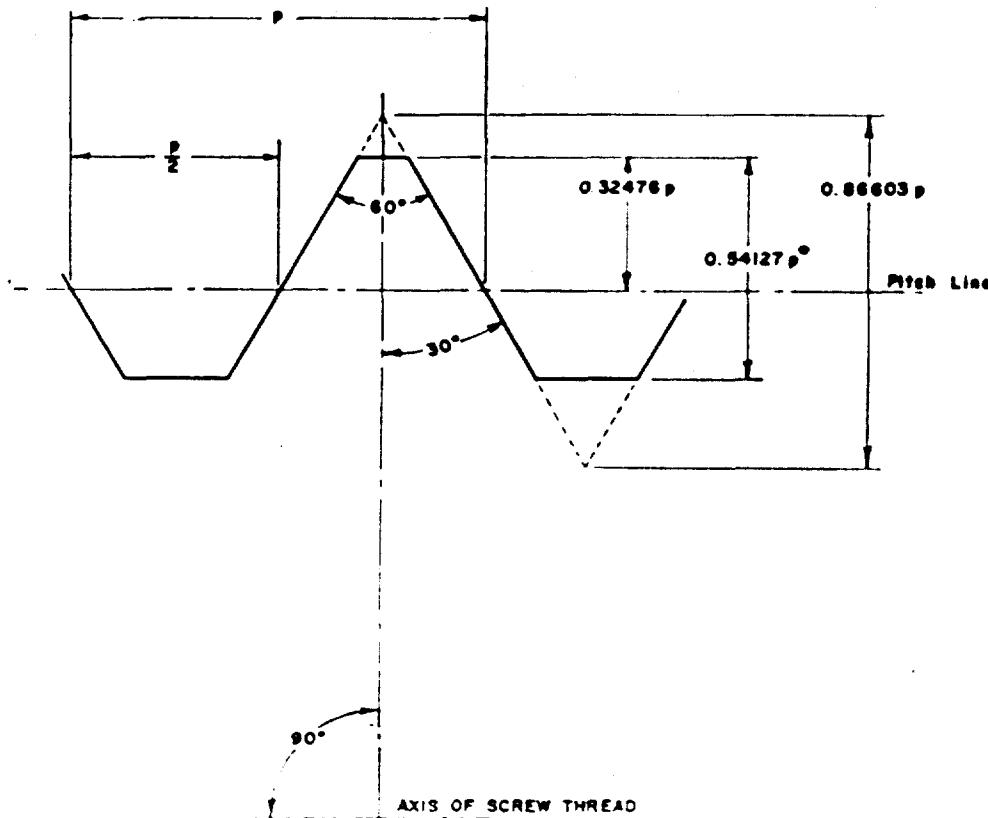 P
P/2
60°
0.32476 p
0.86603 p
0.54127 p*
Pitch Line
30°
90°
AXIS OF SCREW THREAD